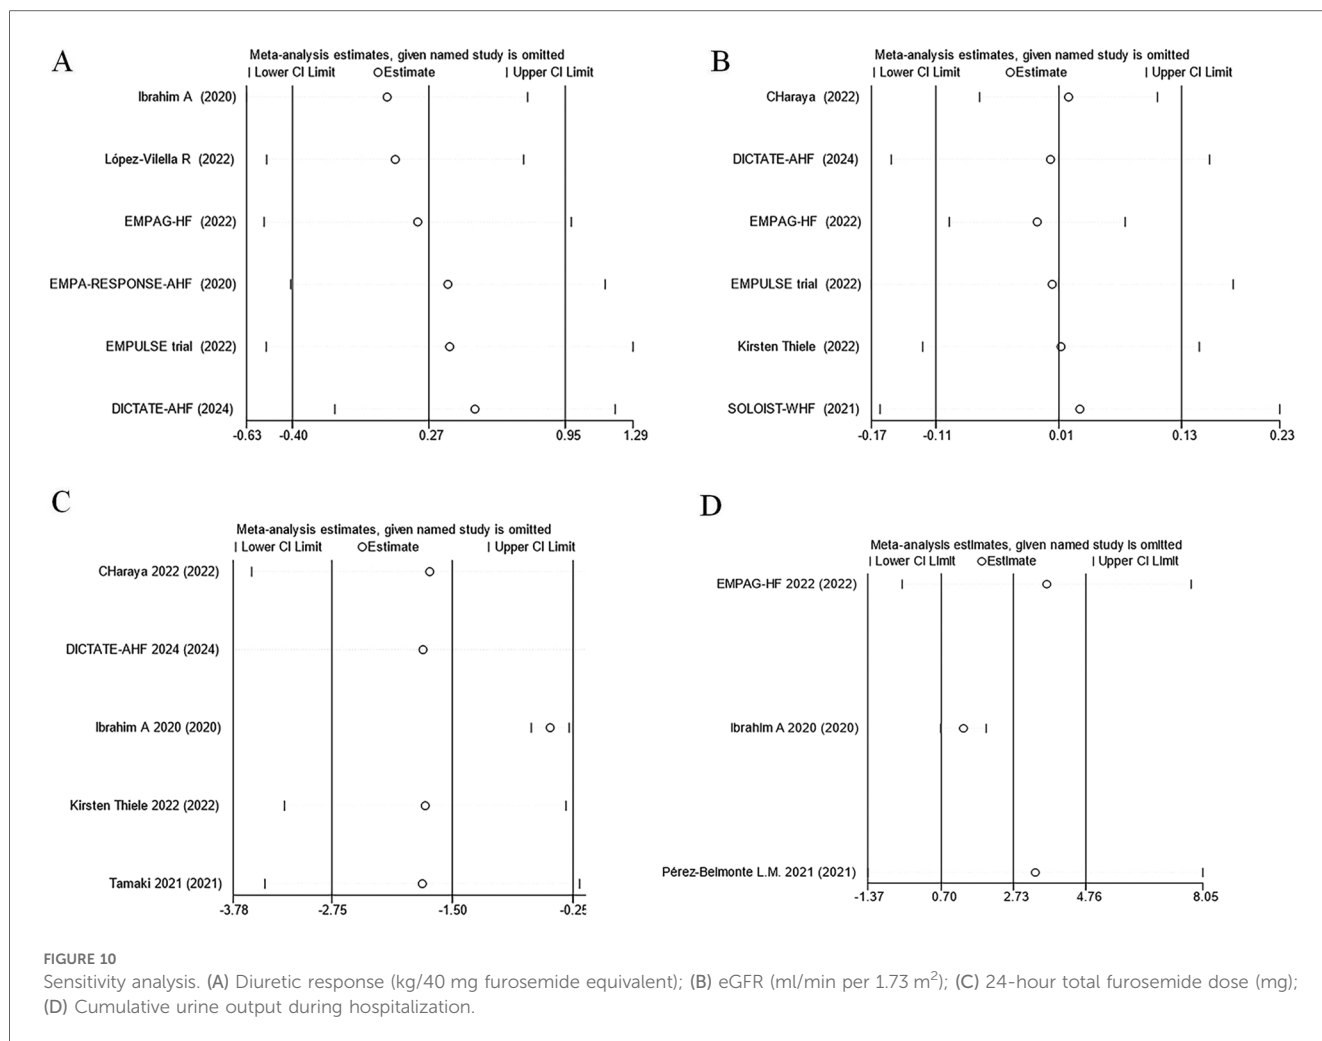 A
Meta-analysis estimates, given named study is omitted
| Lower CI Limit ○Estimate | Upper CI Limit
Ibrahim A (2020)
López-Vilella R (2022)
EMPAG-HF (2022)
EMPA-RESPONSE-AHF (2020)
EMPULSE trial (2022)
DICTATE-AHF (2024)
-0.63 -0.40 0.27 0.95 1.29
B
Meta-analysis estimates, given named study is omitted
| Lower CI Limit ○Estimate | Upper CI Limit
CHaraya (2022)
DICTATE-AHF (2024)
EMPAG-HF (2022)
EMPULSE trial (2022)
Kirsten Thiele (2022)
SOLOIST-WHF (2021)
-0.17 -0.11 0.01 0.13 0.23
C
Meta-analysis estimates, given named study is omitted
| Lower CI Limit ○Estimate | Upper CI Limit
CHaraya 2022 (2022)
DICTATE-AHF 2024 (2024)
Ibrahim A 2020 (2020)
Kirsten Thiele 2022 (2022)
Tamaki 2021 (2021)
-3.78 -2.75 -1.50 -0.25
D
Meta-analysis estimates, given named study is omitted
| Lower CI Limit ○Estimate | Upper CI Limit
EMPAG-HF 2022 (2022)
Ibrahim A 2020 (2020)
Pérez-Belmonte L.M. 2021 (2021)
-1.37 0.70 2.73 4.76 8.05
FIGURE 10
Sensitivity analysis. (A) Diuretic response (kg/40 mg furosemide equivalent); (B) eGFR (ml/min per 1.73 m²); (C) 24-hour total furosemide dose (mg);
(D) Cumulative urine output during hospitalization.